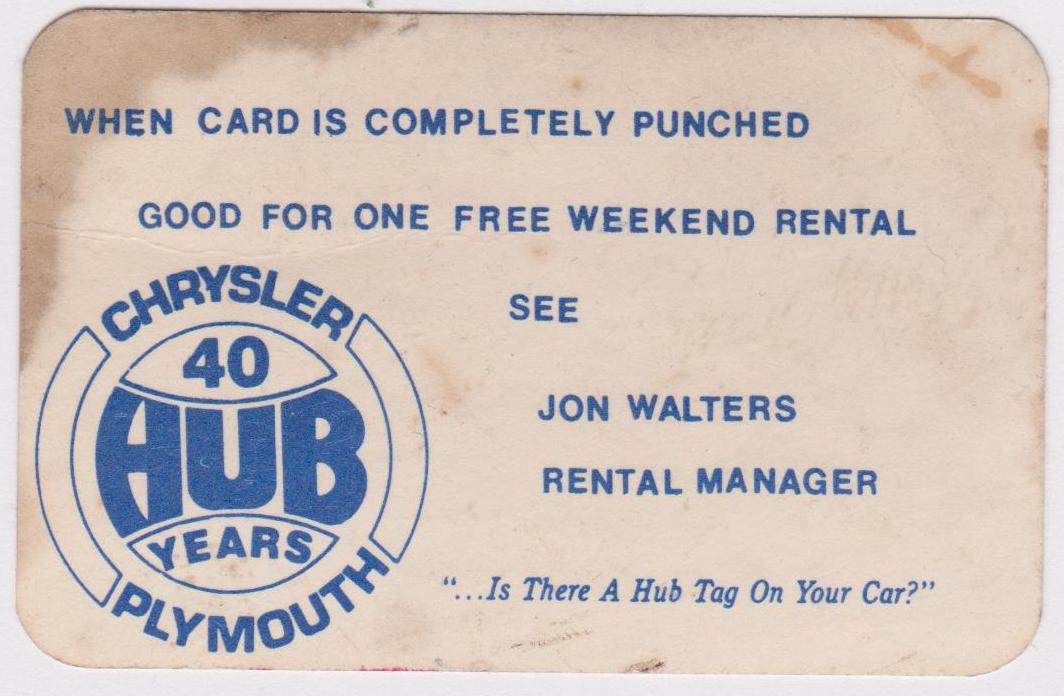 WHEN CARD IS COMPLETELY PUNCHED
GOOD FOR ONE FREE WEEKEND RENTAL
SEE
JON WALTERS
RENTAL MANAGER
CHRYSLER
40
HUB
YEARS
PLYMOUTH
“...Is There A Hub Tag On Your Car?”